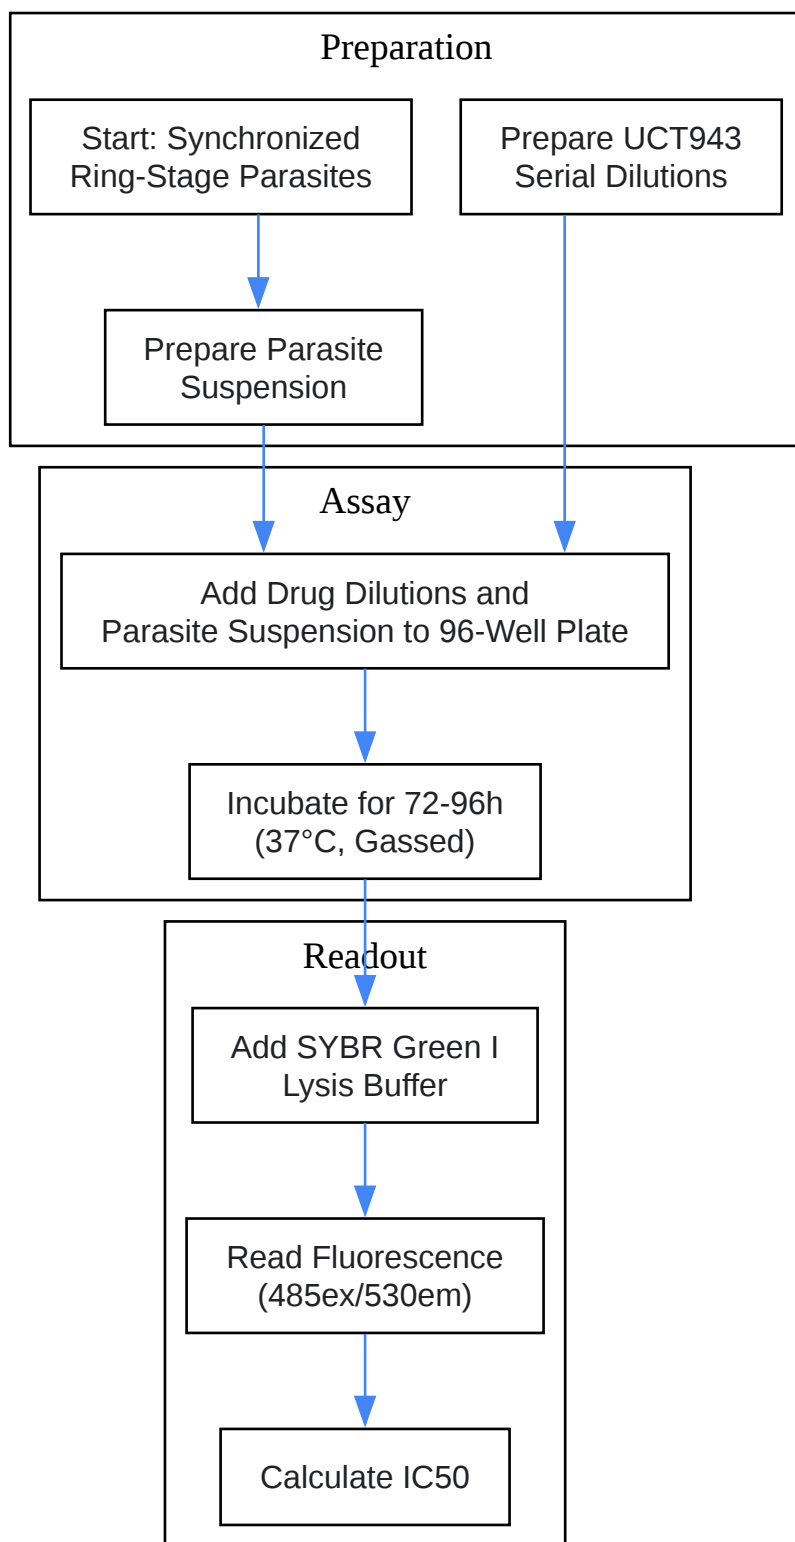 Preparation
Start: Synchronized
Ring-Stage Parasites
Prepare UCT943
Serial Dilutions
Prepare Parasite
Suspension
Assay
Add Drug Dilutions and
Parasite Suspension to 96-Well Plate
Incubate for 72-96h
(37°C, Gassed)
Readout
Add SYBR Green I
Lysis Buffer
Read Fluorescence
(485ex/530em)
Calculate IC50